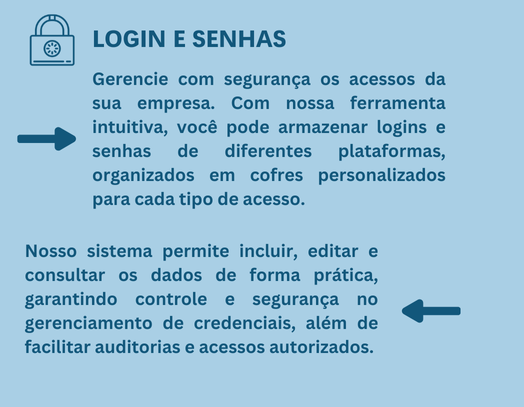 LOGIN E SENHAS
Gerencie com segurança os acessos da
sua empresa. Com nossa ferramenta
intuitiva, você pode armazenar logins e
senhas de diferentes plataformas,
organizados em cofres personalizados
para cada tipo de acesso.
Nosso sistema permite incluir, editar e
consultar os dados de forma prática,
garantindo controle e segurança no
gerenciamento de credenciais, além de
facilitar auditorias e acessos autorizados.